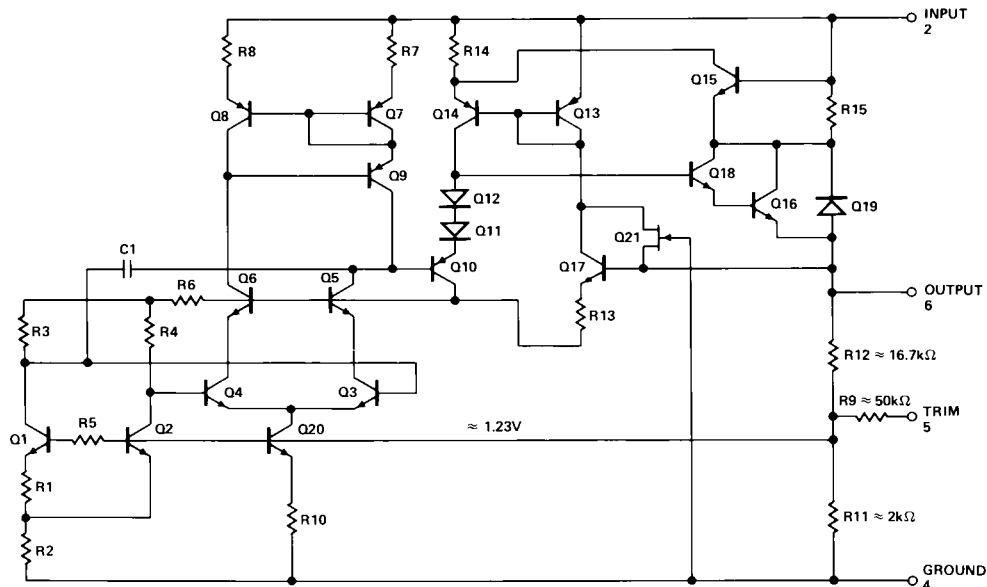 INPUT
2
R8
R7
R14
Q15
R15
Q8
Q7
Q14
Q13
Q9
Q18
Q12
Q16
Q19
Q11
Q21
C1
Q10
Q17
R6
Q6
Q5
OUTPUT
6
R3
R4
R13
R12 ≈ 16.7kΩ
Q4
Q3
R9 ≈ 50kΩ
TRIM
5
Q1
R5
Q2
Q20
≈ 1.23V
R1
R10
R11 ≈ 2kΩ
R2
GROUND
4